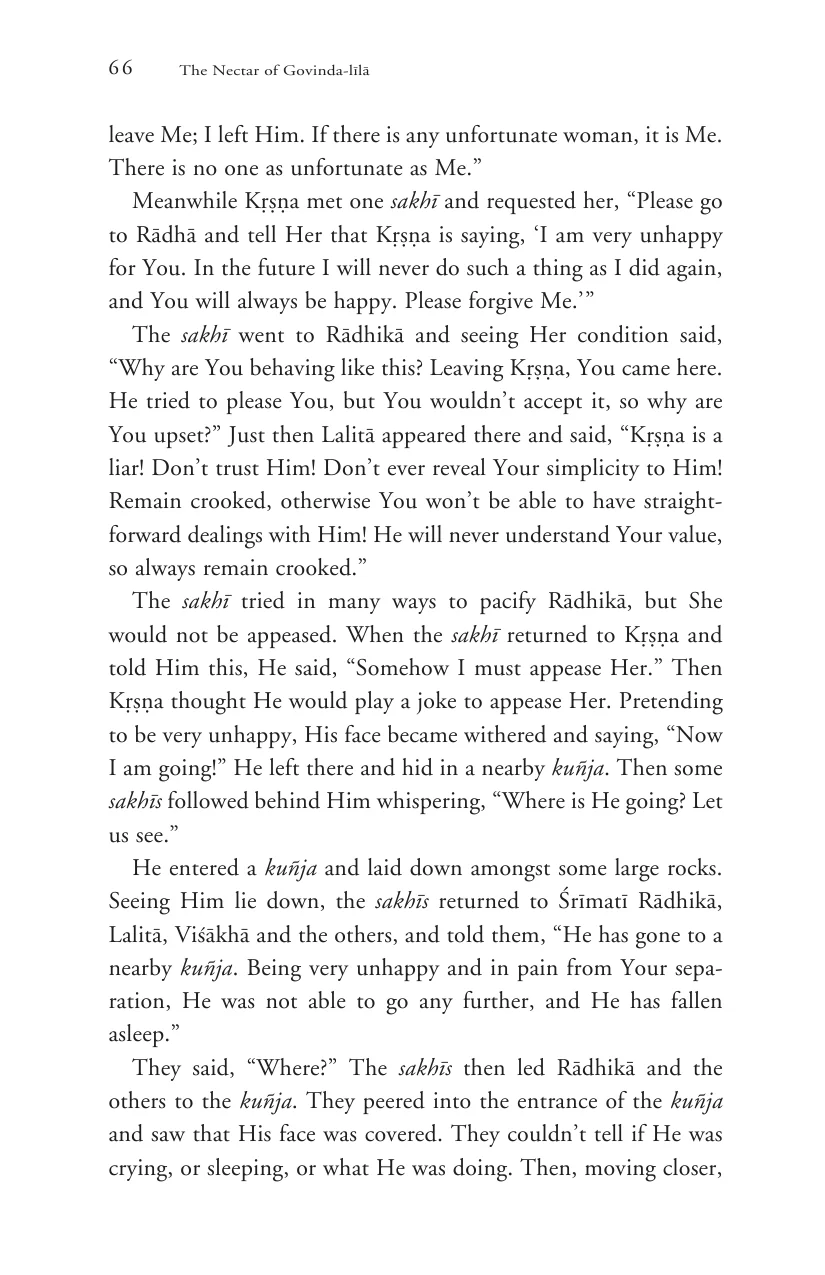 66 The Nectar of Govinda-līlā
leave Me; I left Him. If there is any unfortunate woman, it is Me.
There is no one as unfortunate as Me.”
Meanwhile Kṛṣṇa met one sakhī and requested her, “Please go
to Rādhā and tell Her that Kṛṣṇa is saying, ‘I am very unhappy
for You. In the future I will never do such a thing as I did again,
and You will always be happy. Please forgive Me.’”
The sakhī went to Rādhikā and seeing Her condition said,
“Why are You behaving like this? Leaving Kṛṣṇa, You came here.
He tried to please You, but You wouldn’t accept it, so why are
You upset?” Just then Lalitā appeared there and said, “Kṛṣṇa is a
liar! Don’t trust Him! Don’t ever reveal Your simplicity to Him!
Remain crooked, otherwise You won’t be able to have straight-
forward dealings with Him! He will never understand Your value,
so always remain crooked.”
The sakhī tried in many ways to pacify Rādhikā, but She
would not be appeased. When the sakhī returned to Kṛṣṇa and
told Him this, He said, “Somehow I must appease Her.” Then
Kṛṣṇa thought He would play a joke to appease Her. Pretending
to be very unhappy, His face became withered and saying, “Now
I am going!” He left there and hid in a nearby kuñja. Then some
sakhīs followed behind Him whispering, “Where is He going? Let
us see.”
He entered a kuñja and laid down amongst some large rocks.
Seeing Him lie down, the sakhīs returned to Śrīmatī Rādhikā,
Lalitā, Viśākhā and the others, and told them, “He has gone to a
nearby kuñja. Being very unhappy and in pain from Your sepa-
ration, He was not able to go any further, and He has fallen
asleep.”
They said, “Where?” The sakhīs then led Rādhikā and the
others to the kuñja. They peered into the entrance of the kuñja
and saw that His face was covered. They couldn’t tell if He was
crying, or sleeping, or what He was doing. Then, moving closer,